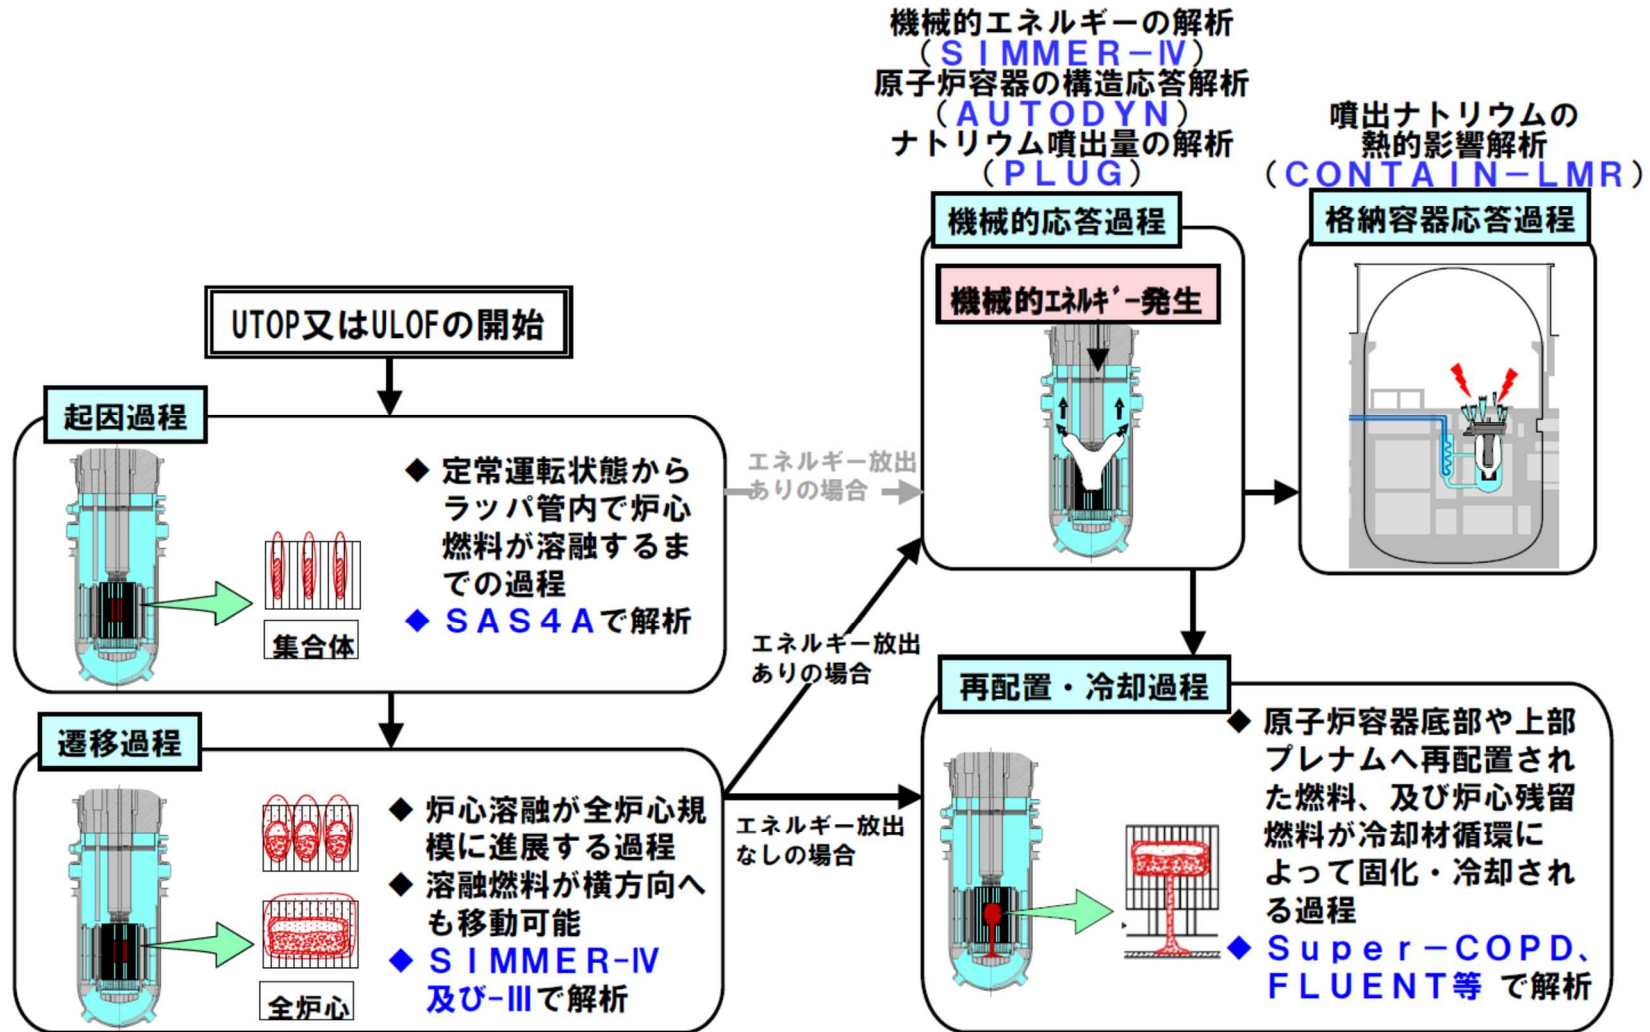 機械的エネルギーの解析
(SIMMER−Ⅳ)
原子炉容器の構造応答解析
(AUTODYN)
ナトリウム噴出量の解析
(PLUG)
噴出ナトリウムの
熱的影響解析
(CONTAIN−LMR)
機械的応答過程
機械的エネルギー発生
格納容器応答過程
UTOP又はULOFの開始
起因過程
◆ 定常運転状態から
ラッパ管内で炉心
燃料が溶融するま
での過程
◆ SAS4Aで解析
集合体
エネルギー放出
ありの場合
エネルギー放出
ありの場合
遷移過程
◆ 炉心溶融が全炉心規
模に進展する過程
◆ 溶融燃料が横方向へ
も移動可能
◆ SIMMER-Ⅳ
及び-Ⅲで解析
全炉心
エネルギー放出
なしの場合
再配置・冷却過程
◆ 原子炉容器底部や上部
プレナムへ再配置され
た燃料、及び炉心残留
燃料が冷却材循環に
よって固化・冷却され
る過程
◆ Super−COPD、
FLUENT等 で解析